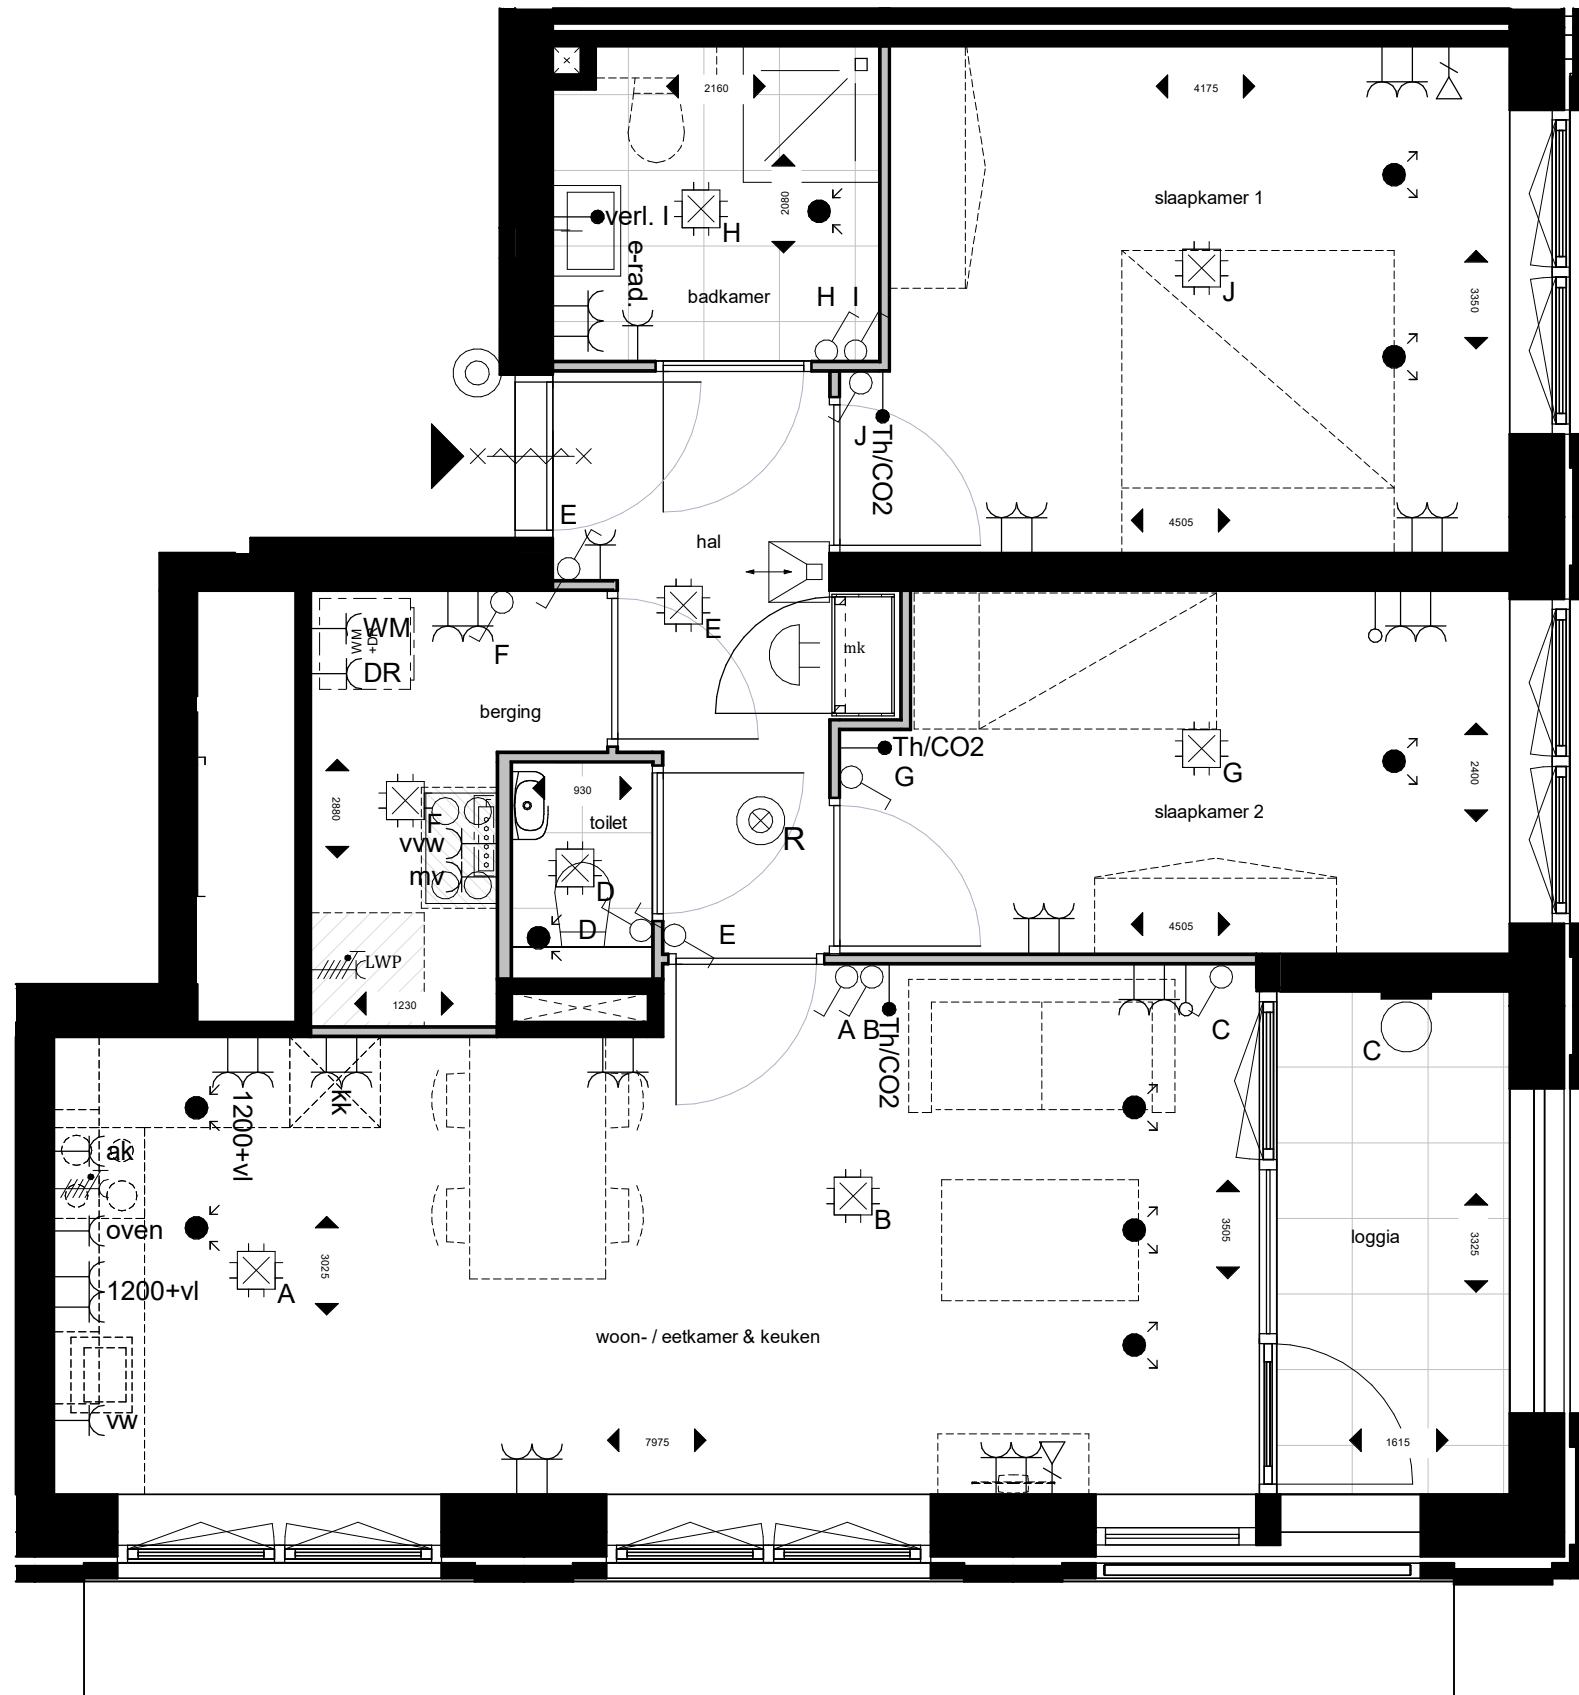 2160
4175
slaapkamer 1
verl. I
H
2080
e-rad.
badkamer
H I
J
3350
J
Th/CO2
4505
E
hal
WM
WM
+DR
DR
F
E
mk
berging
Th/CO2
G
G
2400
slaapkamer 2
2880
F
vvw
mv
930
toilet
R
D
D
E
4505
LWP
1230
A B
Th/CO2
C
C
kk
1200+vl
ak
oven
1200+vl
A
3025
B
3505
loggia
3325
woon- / eetkamer & keuken
vw
7975
1615